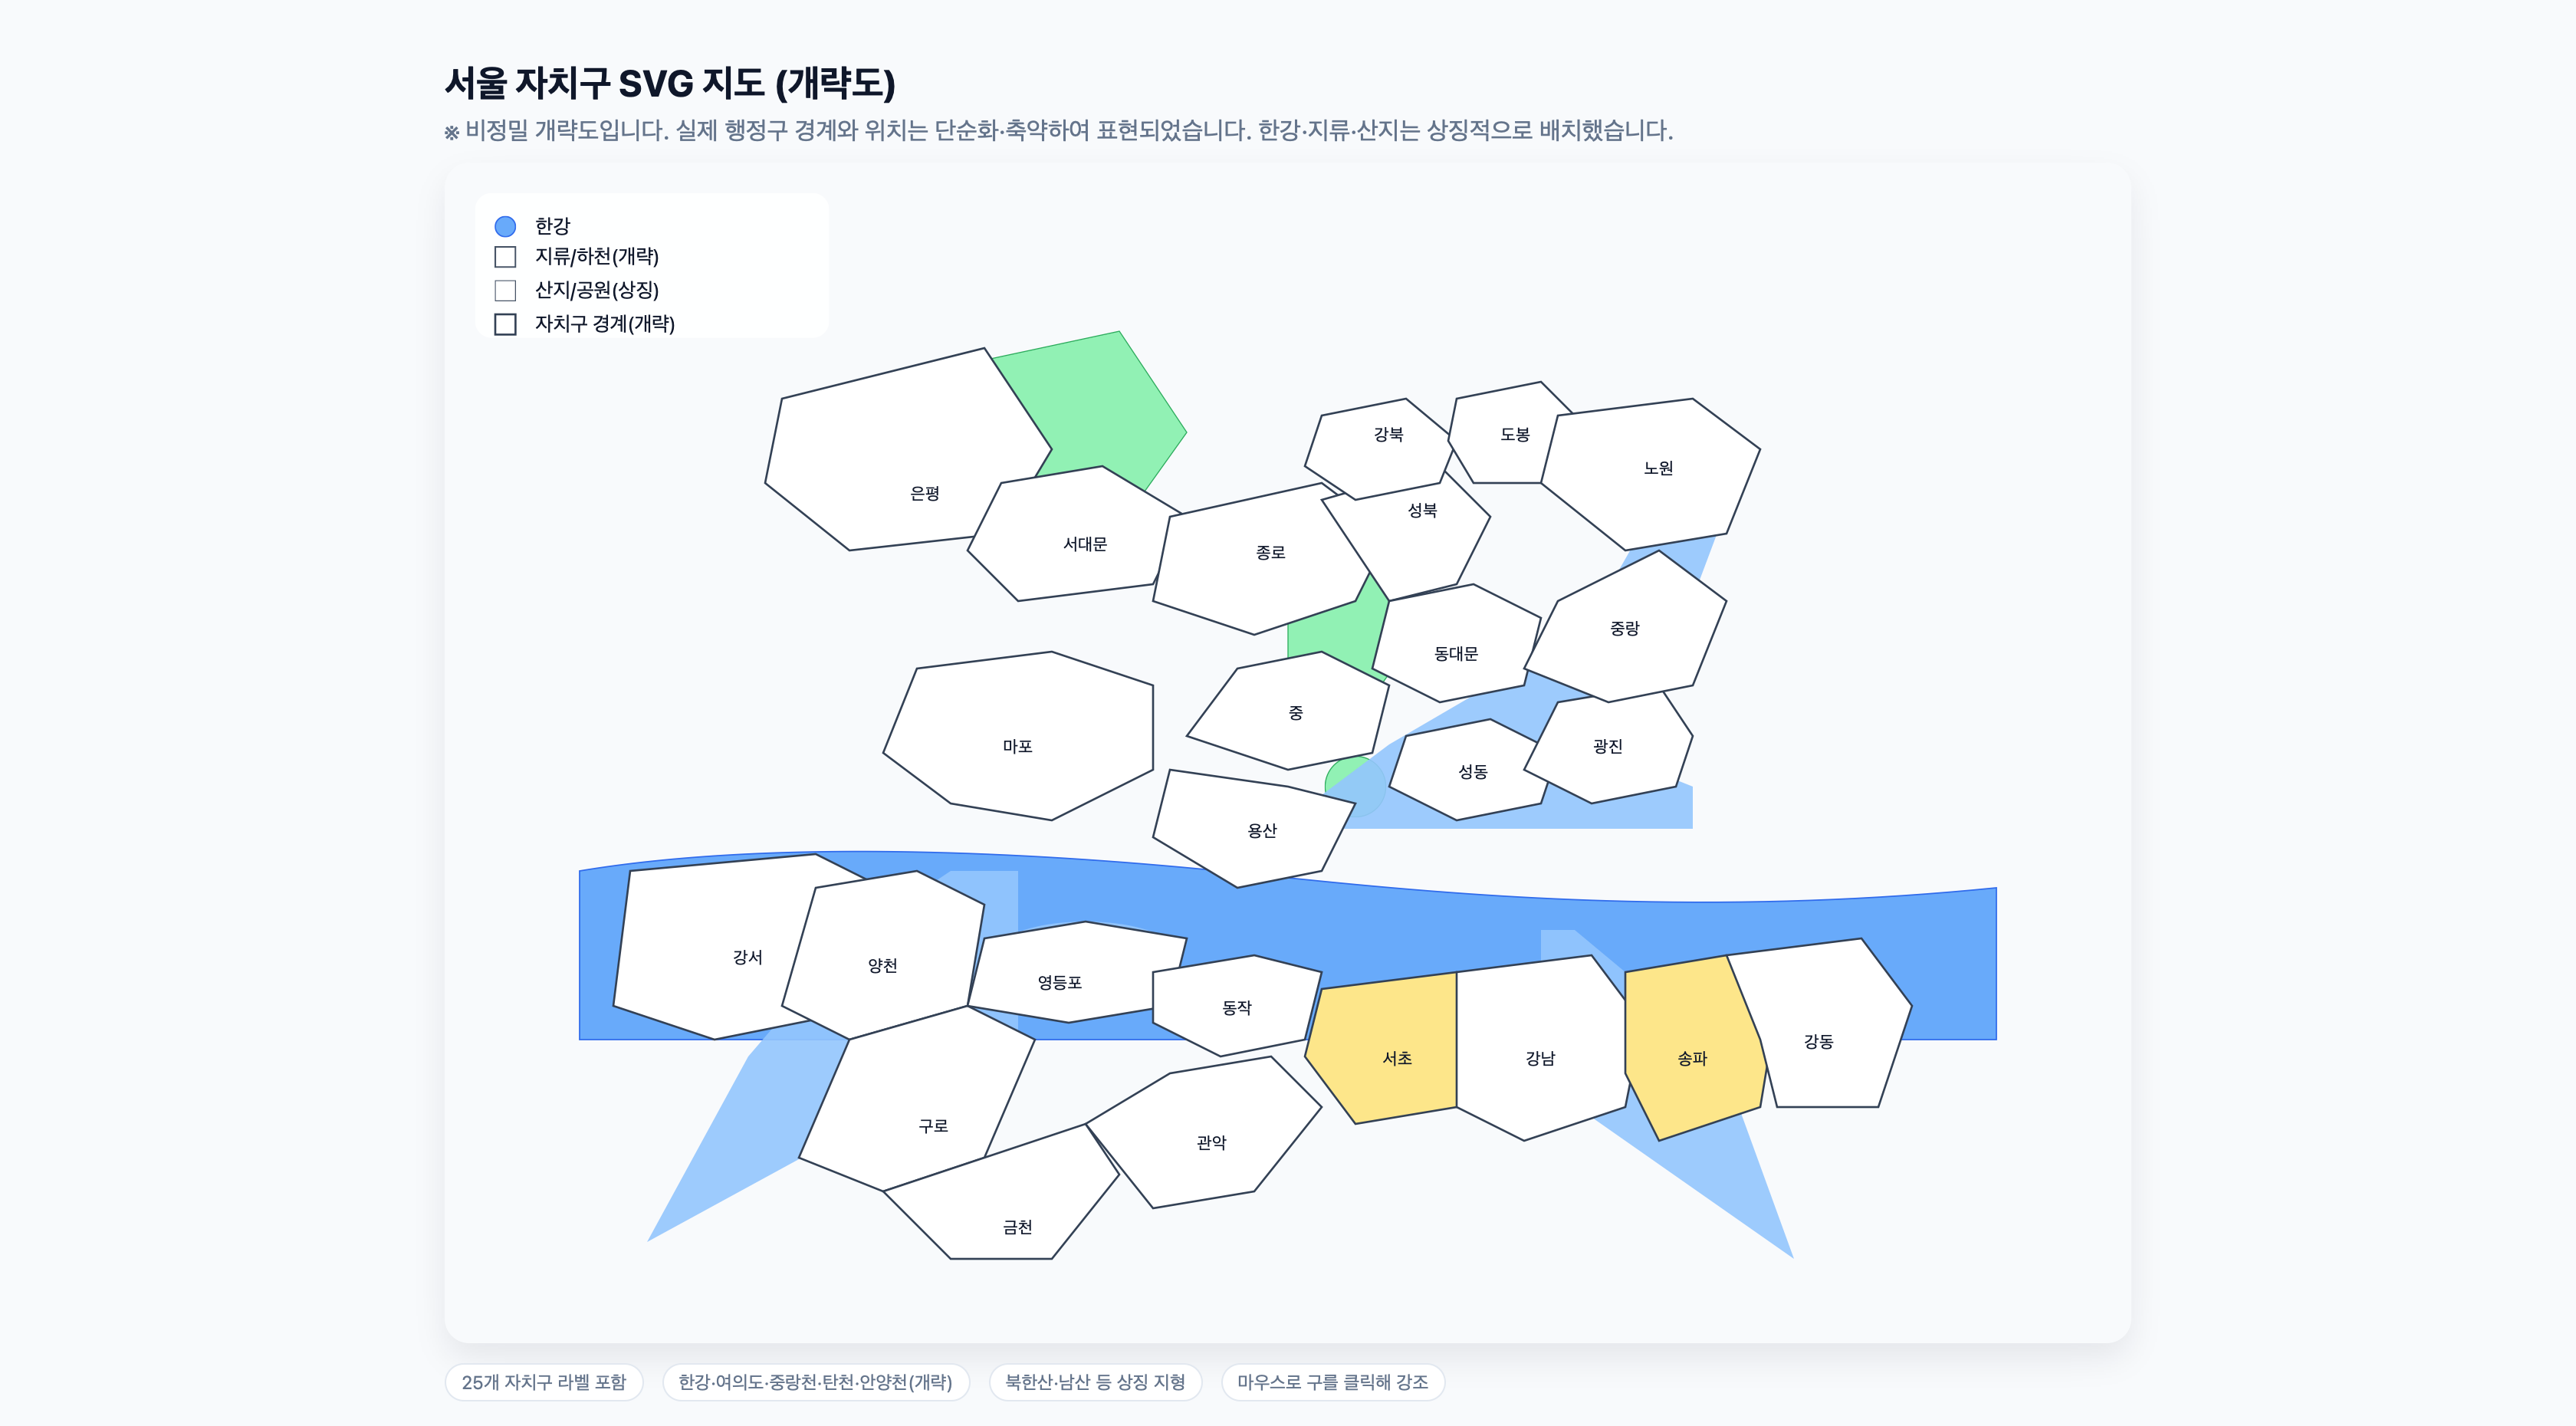 서울 자치구 SVG 지도 (개략도)
※ 비정밀 개략도입니다. 실제 행정구 경계와 위치는 단순화·축약하여 표현되었습니다. 한강·지류·산지는 상징적으로 배치했습니다.
한강
지류/하천(개략)
산지/공원(상징)
자치구 경계(개략)
강북
도봉
노원
은평
성북
서대문
종로
중랑
동대문
중
마포
광진
성동
용산
강서
양천
영등포
동작
서초
강남
송파
강동
구로
관악
금천
25개 자치구 라벨 포함
한강·여의도·중랑천·탄천·안양천(개략)
북한산·남산 등 상징 지형
마우스로 구를 클릭해 강조